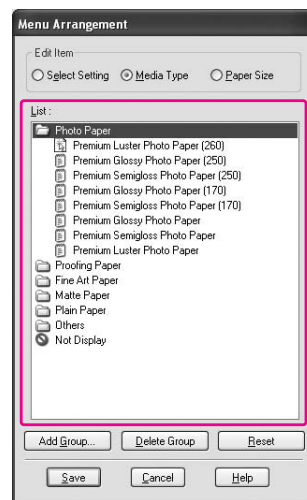 Menu Arrangement
Edit Item
Select Setting Media Type Paper Size
List :
Photo Paper
Premium Luster Photo Paper (260)
Premium Glossy Photo Paper (250)
Premium Semigloss Photo Paper (250)
Premium Glossy Photo Paper (170)
Premium Semigloss Photo Paper (170)
Premium Glossy Photo Paper
Premium Semigloss Photo Paper
Premium Luster Photo Paper
Proofing Paper
Fine Art Paper
Matte Paper
Plain Paper
Others
Not Display
Add Group... Delete Group Reset
Save Cancel Help